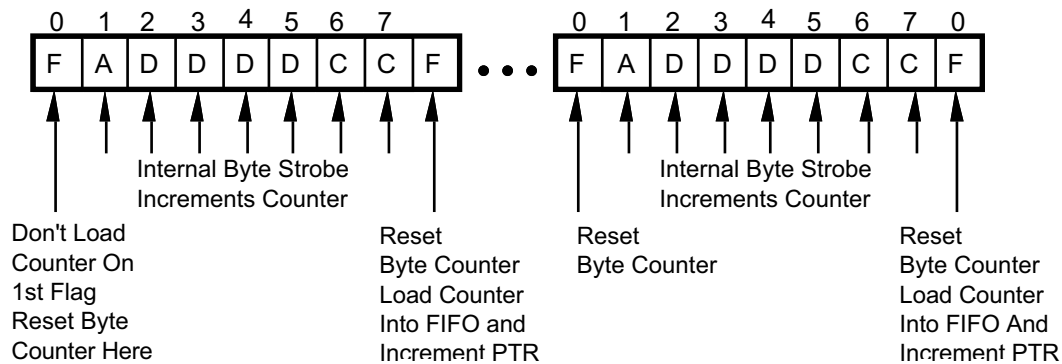 0 1 2 3 4 5 6 7 0 1 2 3 4 5 6 7 0
F A D D D D C C F F A D D D D C C F
Internal Byte Strobe
Increments Counter
Internal Byte Strobe
Increments Counter
Don't Load
Counter On
1st Flag
Reset Byte
Counter Here
Reset
Byte Counter
Load Counter
Into FIFO and
Increment PTR
Reset
Byte Counter
Reset
Byte Counter
Load Counter
Into FIFO And
Increment PTR